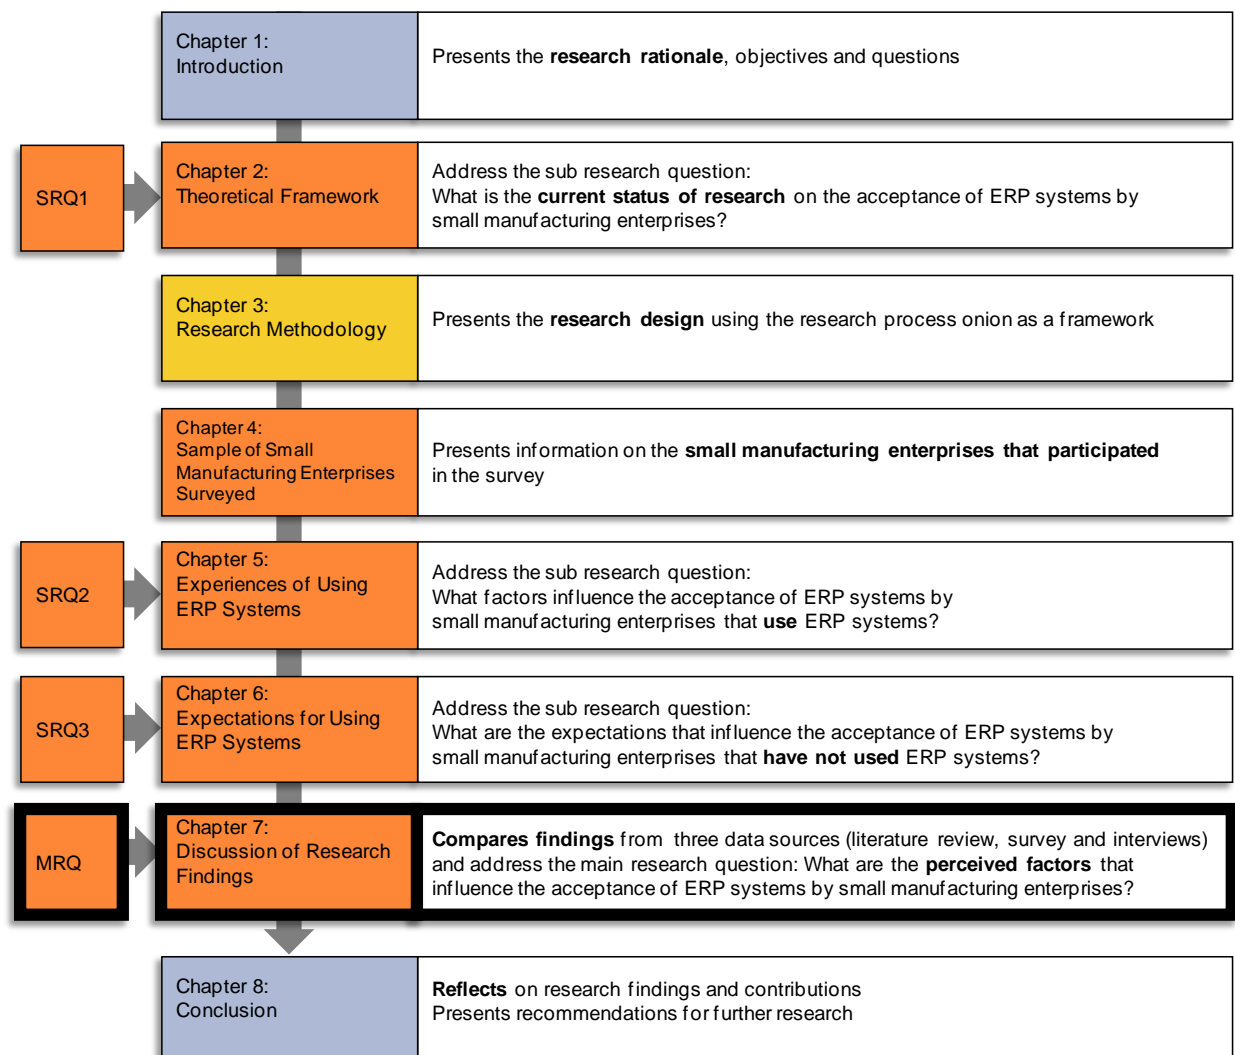 Chapter 1:
Introduction
Presents the research rationale, objectives and questions
SRQ1
Chapter 2:
Theoretical Framework
Address the sub research question:
What is the current status of research on the acceptance of ERP systems by
small manufacturing enterprises?
Chapter 3:
Research Methodology
Presents the research design using the research process onion as a framework
Chapter 4:
Sample of Small
Manufacturing Enterprises
Surveyed
Presents information on the small manufacturing enterprises that participated
in the survey
SRQ2
Chapter 5:
Experiences of Using
ERP Systems
Address the sub research question:
What factors influence the acceptance of ERP systems by
small manufacturing enterprises that use ERP systems?
SRQ3
Chapter 6:
Expectations for Using
ERP Systems
Address the sub research question:
What are the expectations that influence the acceptance of ERP systems by
small manufacturing enterprises that have not used ERP systems?
MRQ
Chapter 7:
Discussion of Research
Findings
Compares findings from three data sources (literature review, survey and interviews)
and address the main research question: What are the perceived factors that
influence the acceptance of ERP systems by small manufacturing enterprises?
Chapter 8:
Conclusion
Reflects on research findings and contributions
Presents recommendations for further research